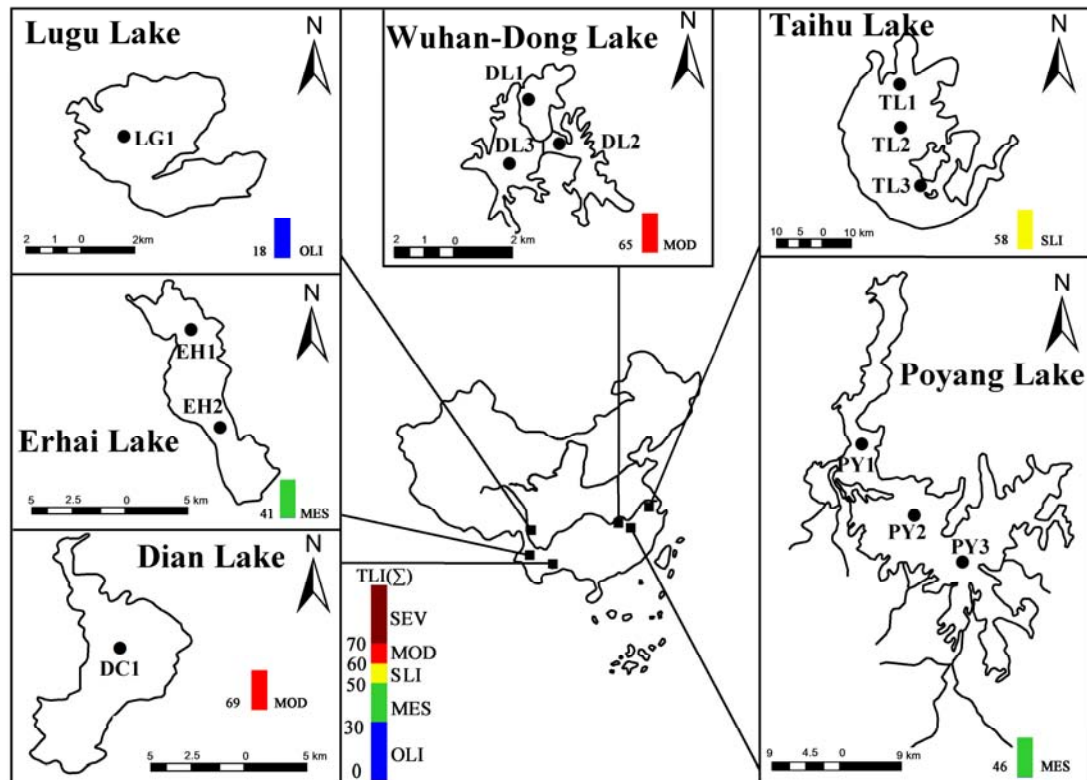 Lugu Lake
N
LG1
2 1 0 2km
18 OLI
Wuhan-Dong Lake
N
DL1
DL3
DL2
2 1 0 2 km
65 MOD
Taihu Lake
N
TL1
TL2
TL3
10 5 0 10 km
58 SLI
Erhai Lake
N
EH1
EH2
5 2.5 0 5 km
41 MES
Poyang Lake
N
PY1
PY2
PY3
9 4.5 0 9 km
46 MES
Dian Lake
N
DC1
69 MOD
5 2.5 0 5 km
TLI(Σ)
SEV
70
MOD
60
SLI
50
MES
30
OLI
0